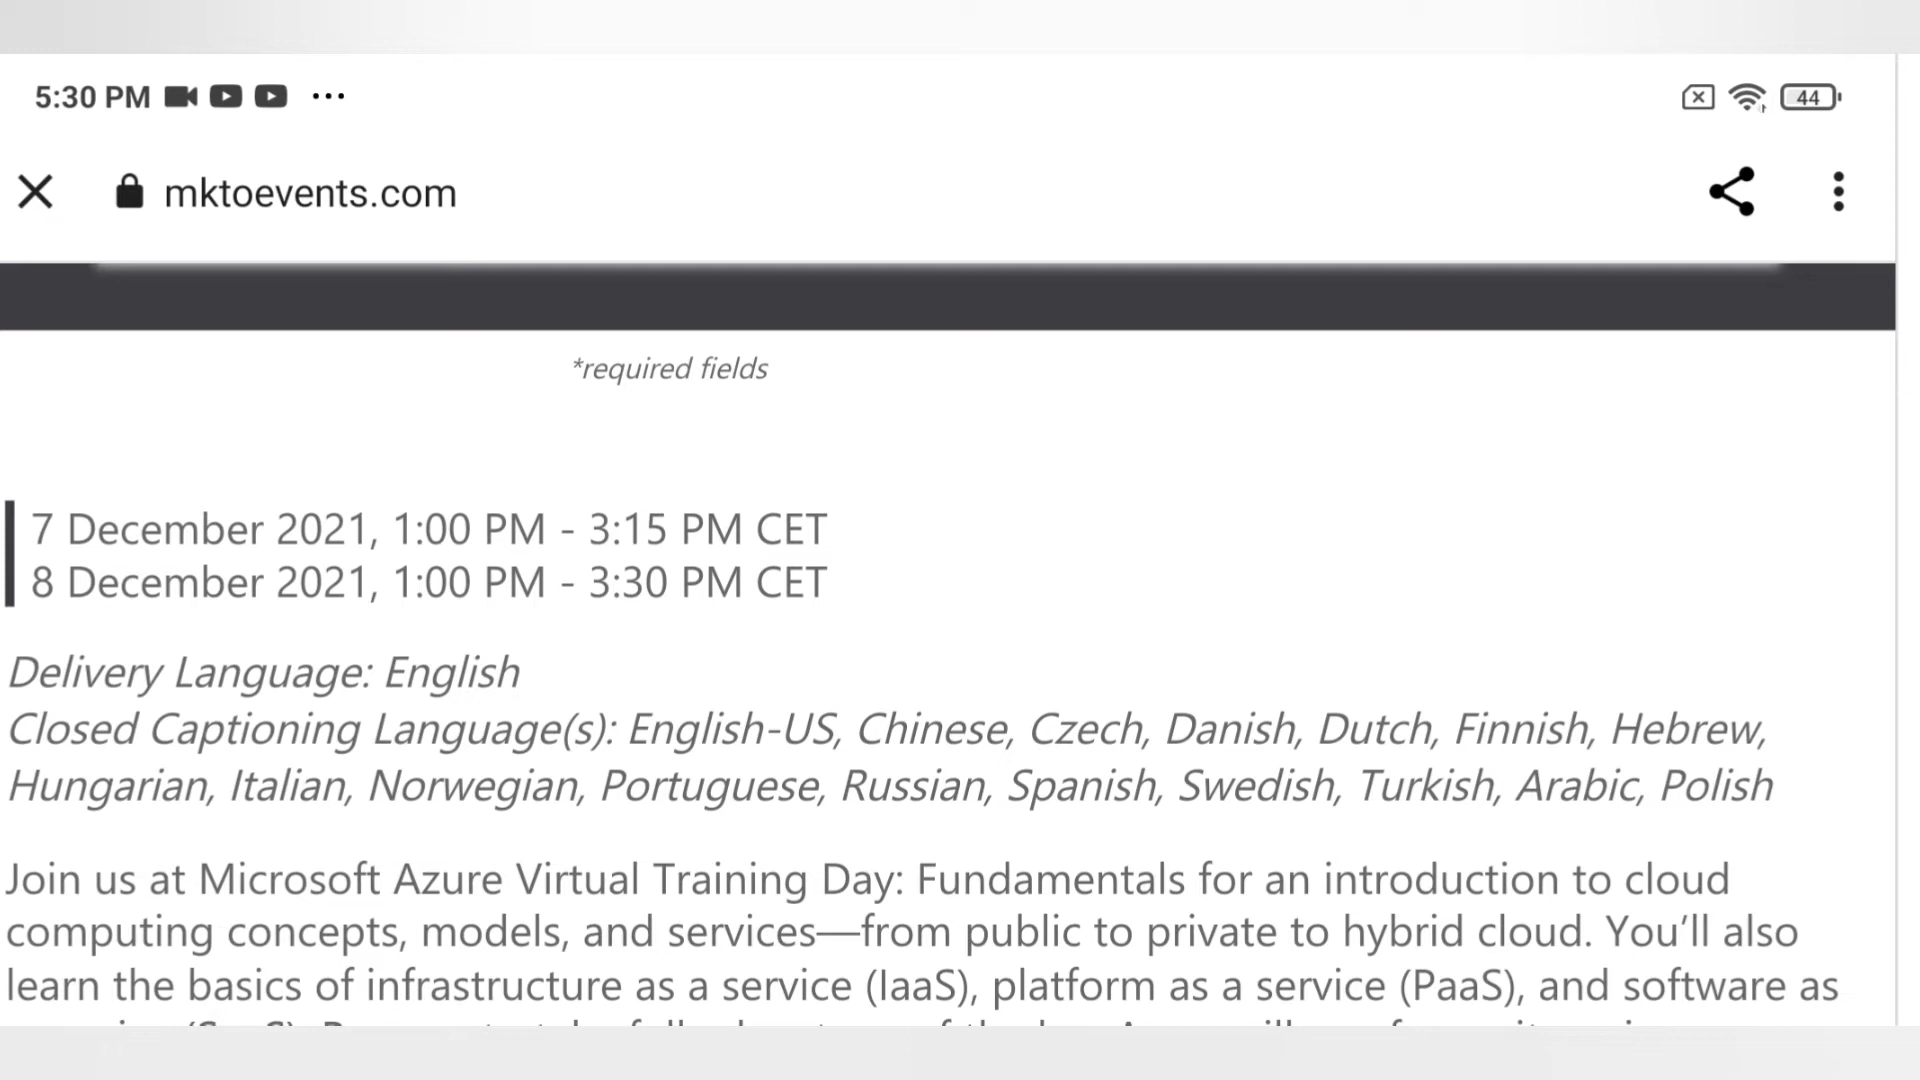 5:30 PM ...
44
mktoevents.com
*required fields
7 December 2021, 1:00 PM - 3:15 PM CET
8 December 2021, 1:00 PM - 3:30 PM CET
Delivery Language: English
Closed Captioning Language(s): English-US, Chinese, Czech, Danish, Dutch, Finnish, Hebrew,
Hungarian, Italian, Norwegian, Portuguese, Russian, Spanish, Swedish, Turkish, Arabic, Polish
Join us at Microsoft Azure Virtual Training Day: Fundamentals for an introduction to cloud
computing concepts, models, and services—from public to private to hybrid cloud. You’ll also
learn the basics of infrastructure as a service (IaaS), platform as a service (PaaS), and software as